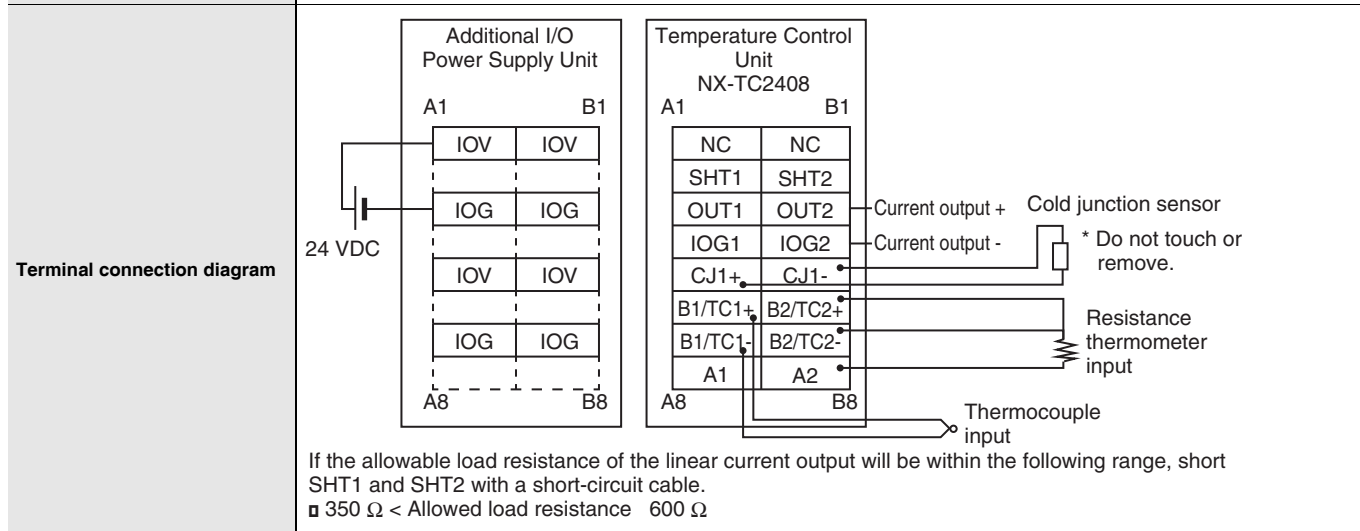 Terminal connection diagram
Additional I/O
Power Supply Unit
A1 B1
IOV IOV
IOG IOG
IOV IOV
IOG IOG
A8 B8
24 VDC
Temperature Control
Unit
NX-TC2408
A1 B1
NC NC
SHT1 SHT2
OUT1 OUT2
IOG1 IOG2
CJ1+ CJ1-
B1/TC1+ B2/TC2+
B1/TC1- B2/TC2-
A1 A2
A8 B8
Current output +
Current output -
Cold junction sensor
* Do not touch or
remove.
Resistance
thermometer
input
Thermocouple
input
If the allowable load resistance of the linear current output will be within the following range, short
SHT1 and SHT2 with a short-circuit cable.
350 Ω < Allowed load resistance 600 Ω